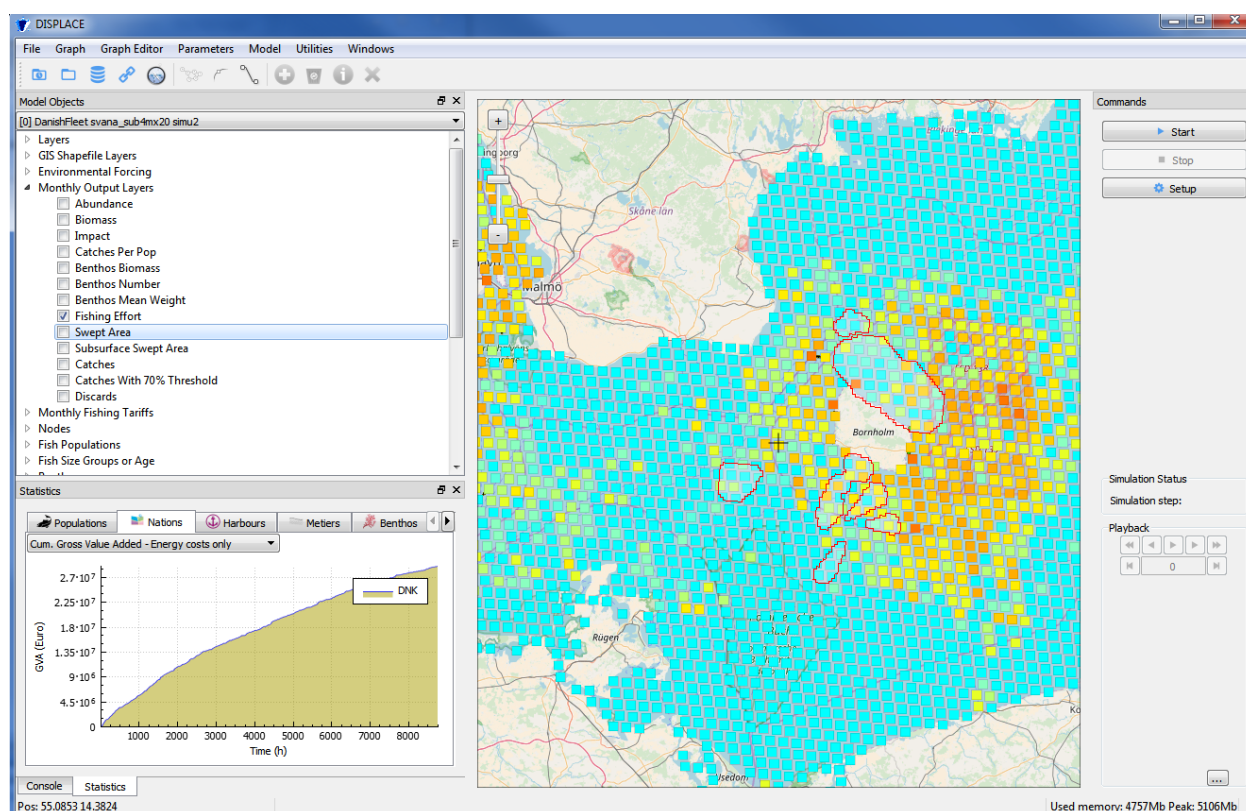 DISPLACE
File Graph Graph Editor Parameters Model Utilities Windows
Model Objects
[0] DanishFleet svana_sub4mx20 simu2
Layers
GIS Shapefile Layers
Environmental Forcing
Monthly Output Layers
Abundance
Biomass
Impact
Catches Per Pop
Benthos Biomass
Benthos Number
Benthos Mean Weight
Fishing Effort
Swept Area
Subsurface Swept Area
Catches
Catches With 70% Threshold
Discards
Monthly Fishing Tariffs
Nodes
Fish Populations
Fish Size Groups or Age
Statistics
Populations Nations Harbours Metiers Benthos
Cum. Gross Value Added - Energy costs only
DNK
2.7·10⁷
2.25·10⁷
1.8·10⁷
1.35·10⁷
9·10⁶
4.5·10⁶
0
GVA (Euro)
1000 2000 3000 4000 5000 6000 7000 8000
Time (h)
Console Statistics
Pos: 55.0853 14.3824
+
-
Skåne län
Malmö
Bornholm
Rügen
Usedom
Commands
Start
Stop
Setup
Simulation Status
Simulation step:
Playback
0
...
Used memory: 4757Mb Peak: 5106Mb